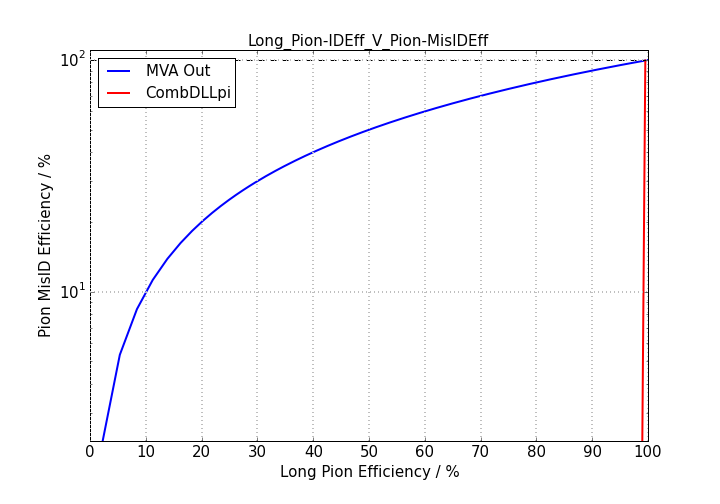 Long_Pion-IDEff_V_Pion-MisIDEff
MVA Out
CombDLLpi
10²
10¹
Pion MisID Efficiency / %
0 10 20 30 40 50 60 70 80 90 100
Long Pion Efficiency / %